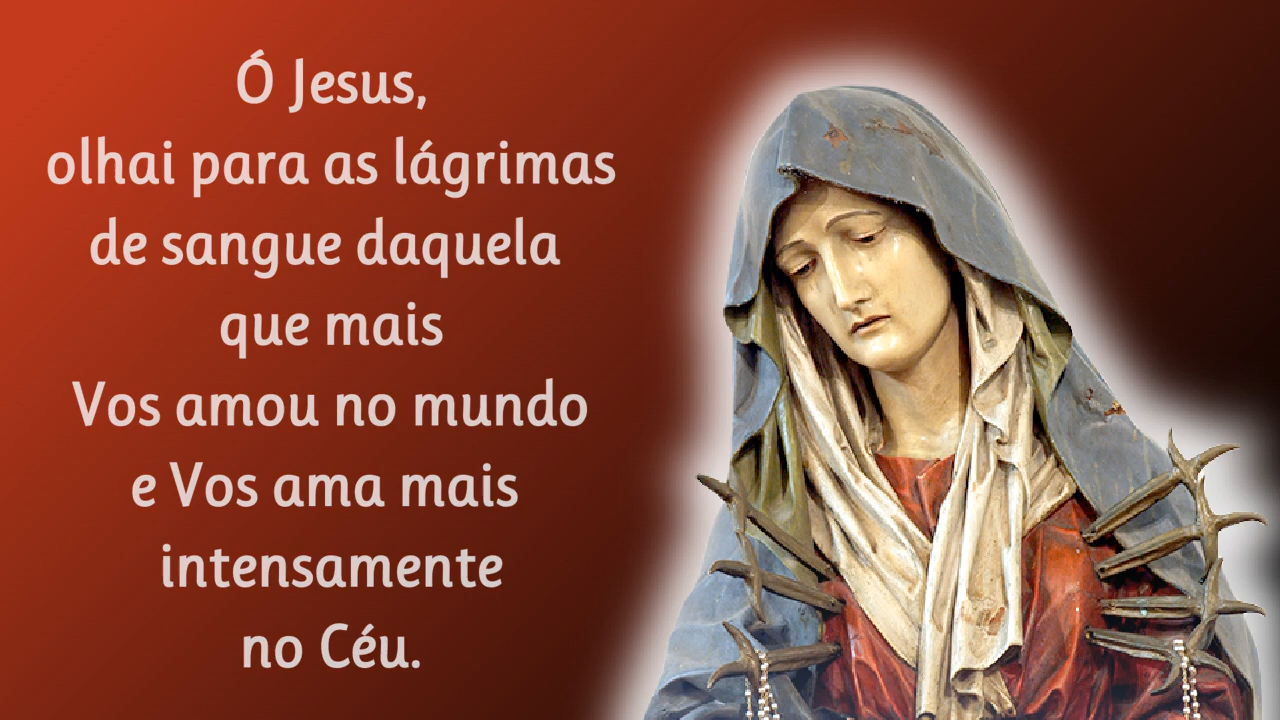 Ó Jesus,
olhai para as lágrimas
de sangue daquela
que mais
Vos amou no mundo
e Vos ama mais
intensamente
no Céu.